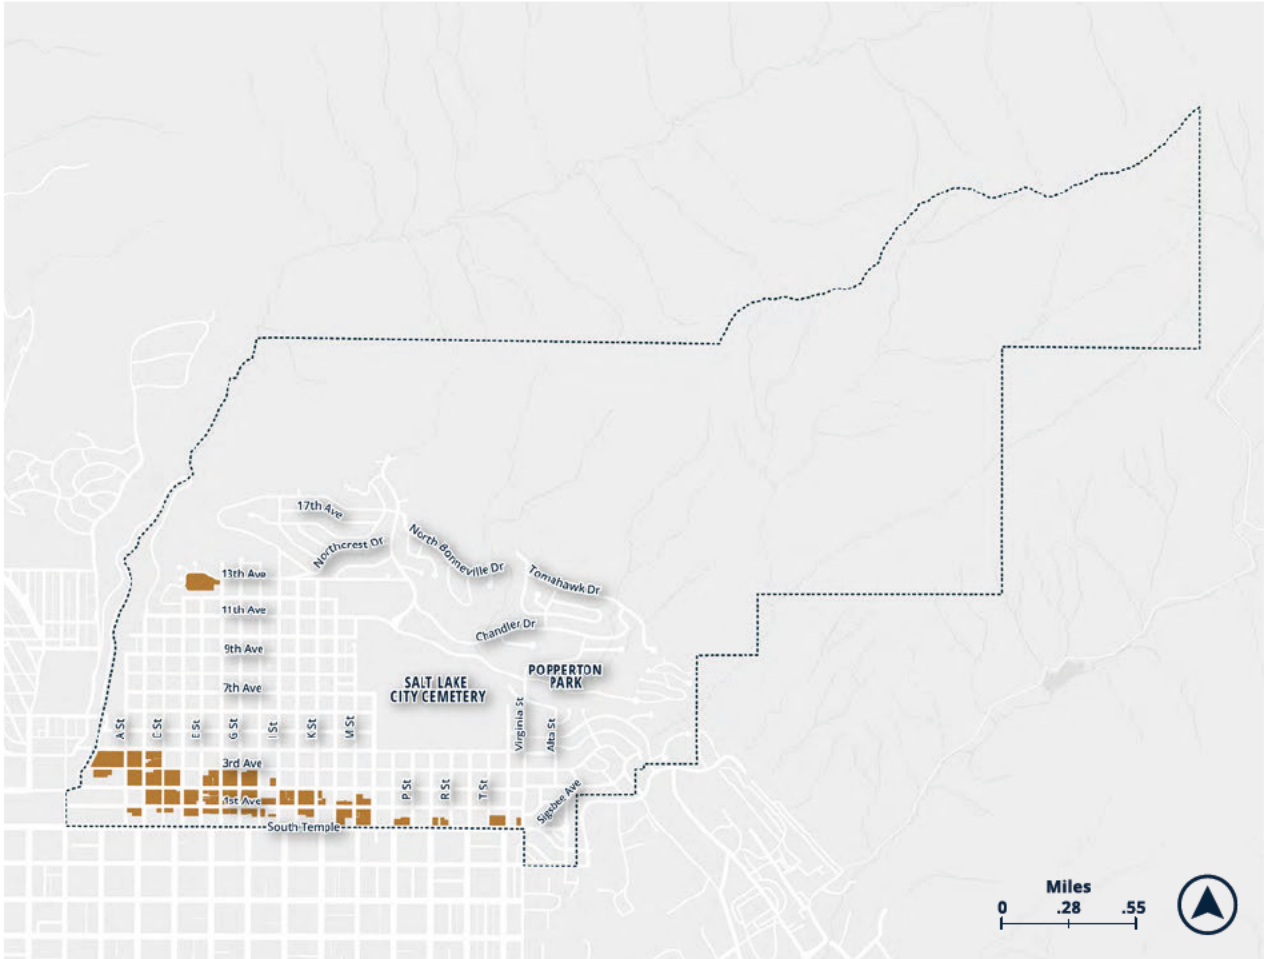 17th Ave
Northcrest Dr
North Bonneville Dr
13th Ave
Tomahawk Dr
11th Ave
Chandler Dr
9th Ave
POPPERTON
PARK
7th Ave
SALT LAKE
CITY CEMETERY
A St
C St
E St
G St
I St
K St
M St
Virginia St
Alta St
3rd Ave
P St
R St
T St
Sigsbee Ave
1st Ave
South Temple
Miles
0 .28 .55